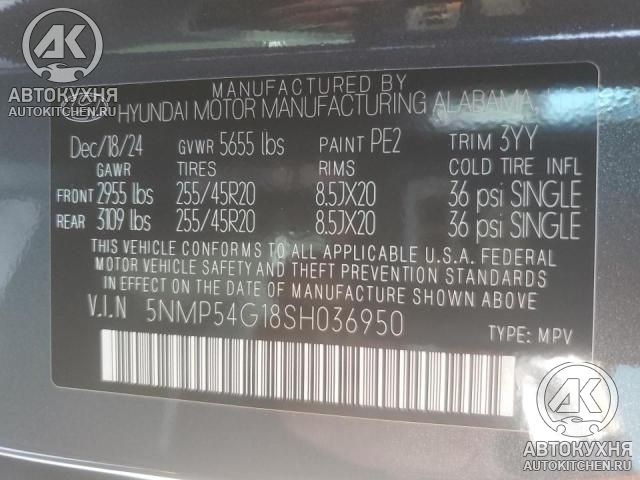 АК
АВТОКУХНЯ
AUTOKITCHEN.RU
MANUFACTURED BY
HYUNDAI MOTOR MANUFACTURING ALABAMA, LLC
Dec/18/24 GVWR 5655 lbs PAINT PE2 TRIM 3YY
GAWR TIRES RIMS COLD TIRE INFL
FRONT 2955 lbs 255/45R20 8.5JX20 36 psi SINGLE
REAR 3109 lbs 255/45R20 8.5JX20 36 psi SINGLE
THIS VEHICLE CONFORMS TO ALL APPLICABLE U.S.A. FEDERAL
MOTOR VEHICLE SAFETY AND THEFT PREVENTION STANDARDS
IN EFFECT ON THE DATE OF MANUFACTURE SHOWN ABOVE
V.I.N 5NMP54G18SH036950
TYPE: MPV
АК
АВТОКУХНЯ
AUTOKITCHEN.RU